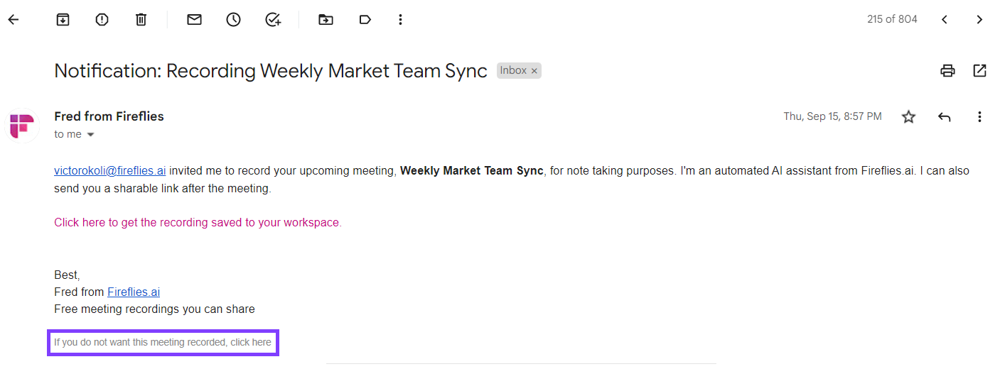 215 of 804
Notification: Recording Weekly Market Team Sync Inbox ×
Fred from Fireflies Thu, Sep 15, 8:57 PM
to me
victorokoli@fireflies.ai invited me to record your upcoming meeting, Weekly Market Team Sync, for note taking purposes. I'm an automated AI assistant from Fireflies.ai. I can also
send you a sharable link after the meeting.
Click here to get the recording saved to your workspace.
Best,
Fred from Fireflies.ai
Free meeting recordings you can share
If you do not want this meeting recorded, click here